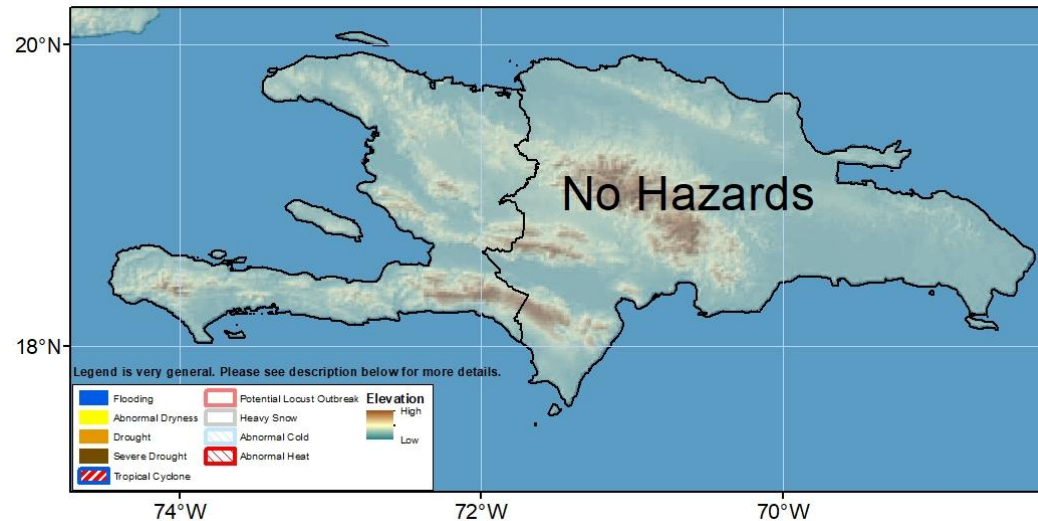 20°N
No Hazards
18°N
Legend is very general. Please see description below for more details.
Flooding
Abnormal Dryness
Drought
Severe Drought
Tropical Cyclone
Potential Locust Outbreak
Heavy Snow
Abnormal Cold
Abnormal Heat
Elevation
High
Low
74°W
72°W
70°W